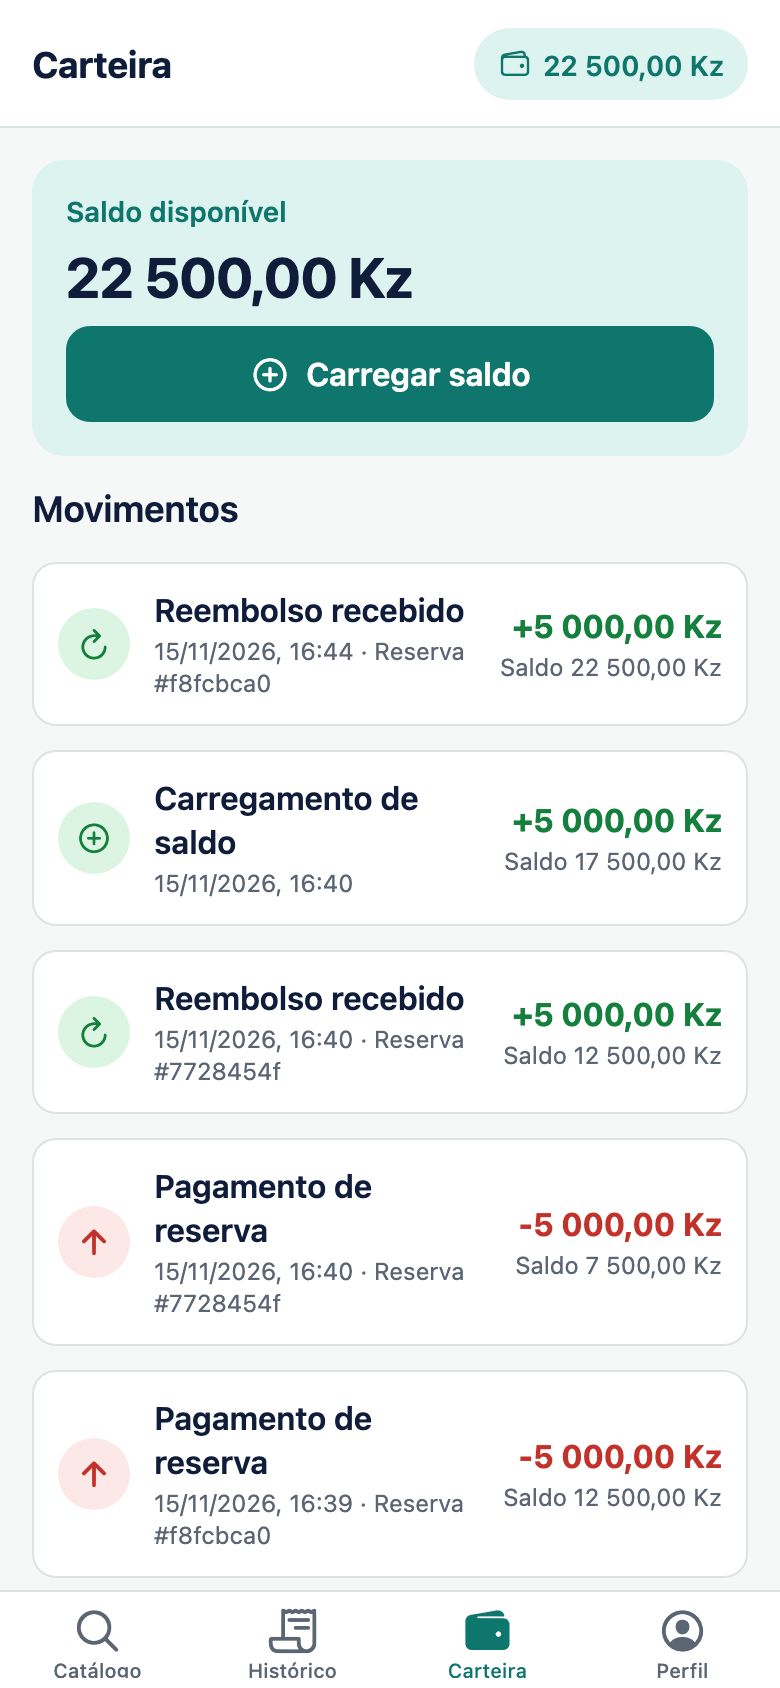 Carteira
22 500,00 Kz
Saldo disponível
22 500,00 Kz
Carregar saldo
Movimentos
Reembolso recebido
15/11/2026, 16:44 · Reserva
#f8fcbca0
+5 000,00 Kz
Saldo 22 500,00 Kz
Carregamento de
saldo
15/11/2026, 16:40
+5 000,00 Kz
Saldo 17 500,00 Kz
Reembolso recebido
15/11/2026, 16:40 · Reserva
#7728454f
+5 000,00 Kz
Saldo 12 500,00 Kz
Pagamento de
reserva
15/11/2026, 16:40 · Reserva
#7728454f
-5 000,00 Kz
Saldo 7 500,00 Kz
Pagamento de
reserva
15/11/2026, 16:39 · Reserva
#f8fcbca0
-5 000,00 Kz
Saldo 12 500,00 Kz
Catálogo
Histórico
Carteira
Perfil